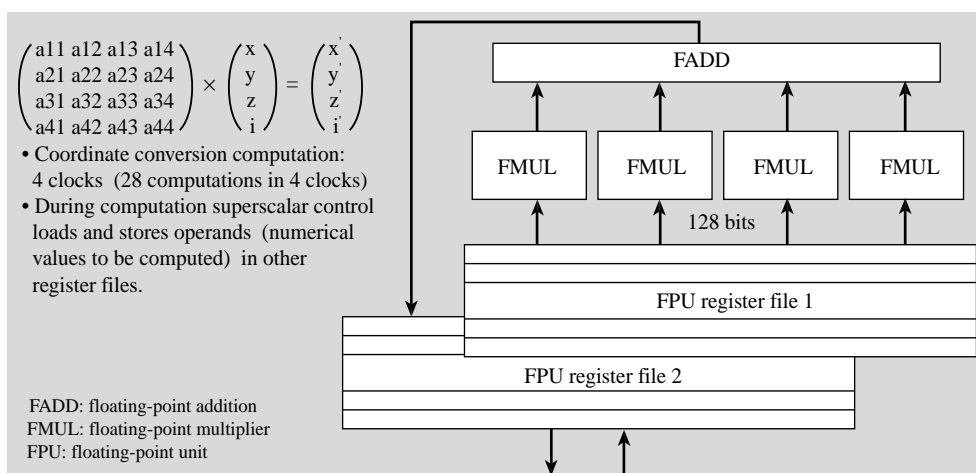 a11 a12 a13 a14
a21 a22 a23 a24
a31 a32 a33 a34
a41 a42 a43 a44
×
x
y
z
i
=
x'
y'
z'
i'
• Coordinate conversion computation:
4 clocks (28 computations in 4 clocks)
• During computation superscalar control
loads and stores operands (numerical
values to be computed) in other
register files.
FADD: floating-point addition
FMUL: floating-point multiplier
FPU: floating-point unit
FADD
FMUL
FMUL
FMUL
FMUL
128 bits
FPU register file 1
FPU register file 2